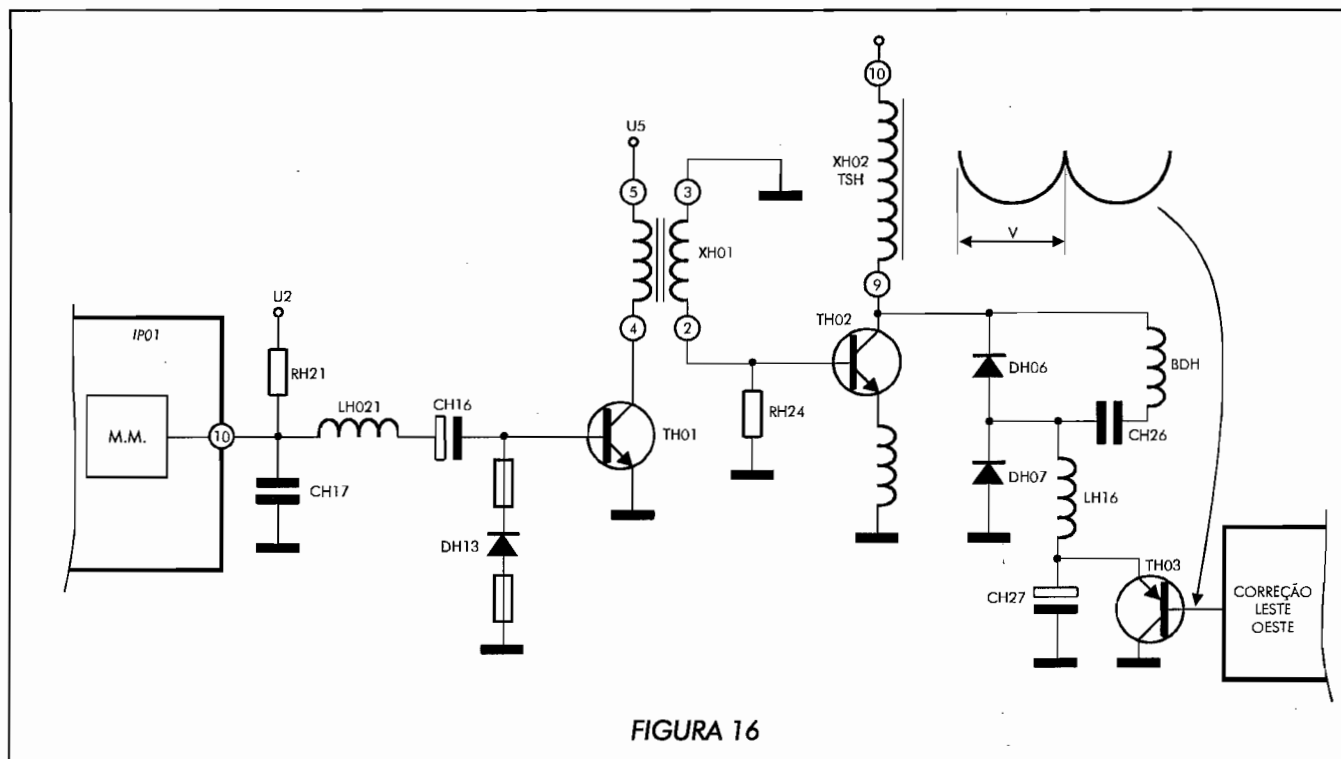 IP01
M.M.
10
U2
RH21
CH17
LH021
CH16
DH13
TH01
U5
5
3
XH01
4
2
RH24
TH02
10
XH02
TSH
9
V
DH06
DH07
BDH
CH26
LH16
CH27
TH03
CORREÇÃO
LESTE
OESTE
FIGURA 16